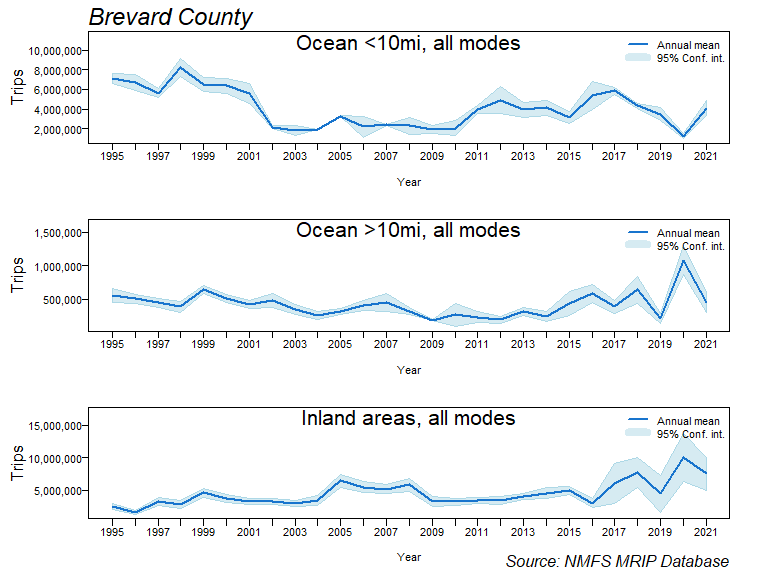 Brevard County
Ocean <10mi, all modes
Annual mean
95% Conf. int.
Trips
10,000,000
8,000,000
6,000,000
4,000,000
2,000,000
1995 1997 1999 2001 2003 2005 2007 2009 2011 2013 2015 2017 2019 2021
Year
Ocean >10mi, all modes
Annual mean
95% Conf. int.
Trips
1,500,000
1,000,000
500,000
1995 1997 1999 2001 2003 2005 2007 2009 2011 2013 2015 2017 2019 2021
Year
Inland areas, all modes
Annual mean
95% Conf. int.
Trips
15,000,000
10,000,000
5,000,000
1995 1997 1999 2001 2003 2005 2007 2009 2011 2013 2015 2017 2019 2021
Year
Source: NMFS MRIP Database